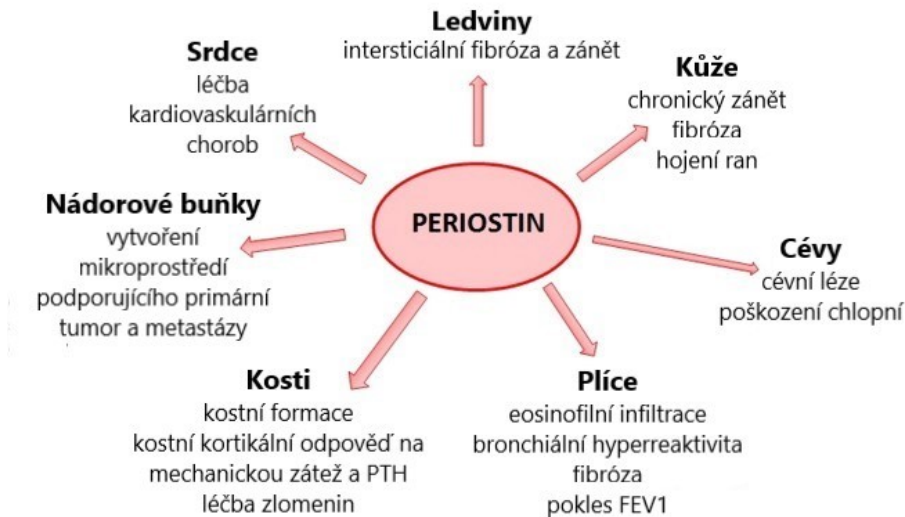 Ledviny
intersticiální fibróza a zánět
Srdce
léčba
kardiovaskulárních
chorob
Kůže
chronický zánět
fibróza
hojení ran
Nádorové buňky
vytvoření
mikroprostředí
podporujícího primární
tumor a metastázy
PERIOSTIN
Cévy
cévní léze
poškození chlopní
Kosti
kostní formace
kostní kortikální odpověď na
mechanickou zátež a PTH
léčba zlomenin
Plíce
eosinofilní infiltrace
bronchiální hyperreaktivita
fibróza
pokles FEV1